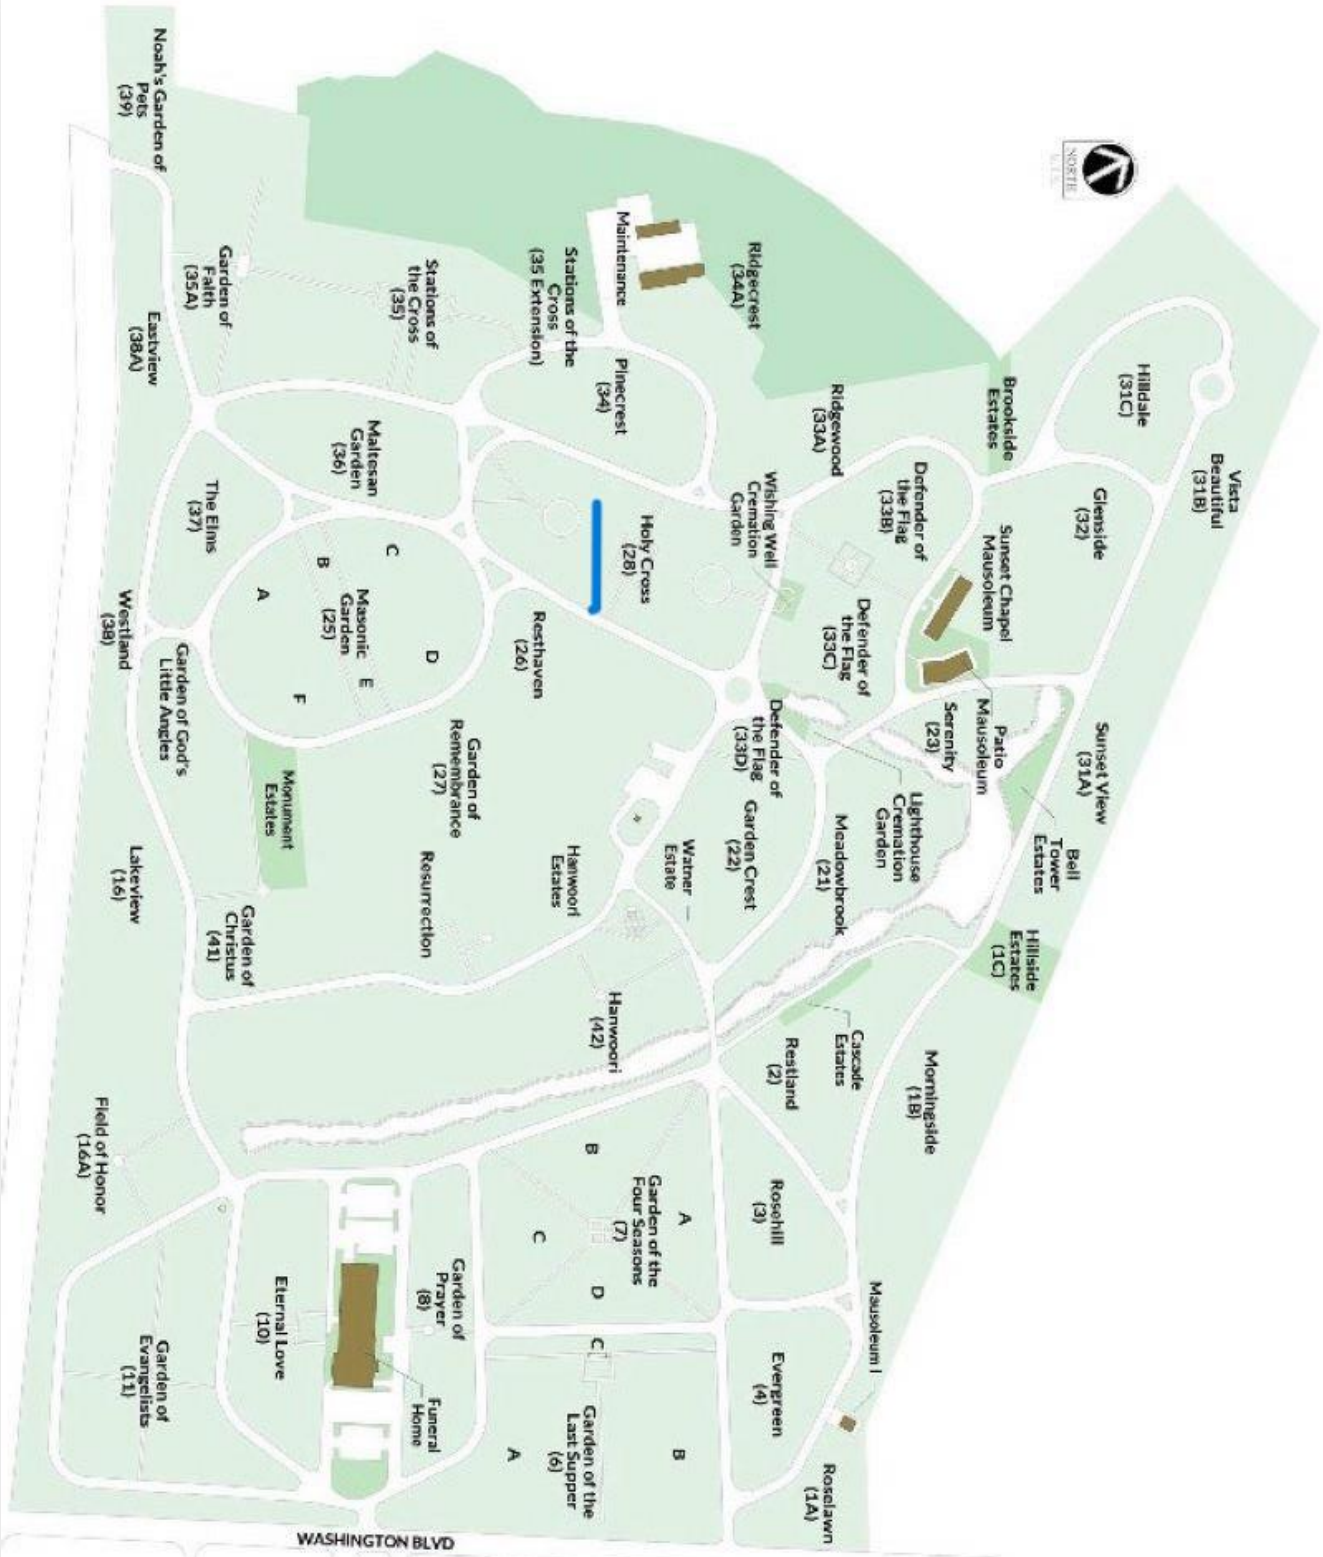 Noah's Garden of
Pets
(39)
NORTH
N.T.S.
Garden of
Faith
(35A)
Eastview
(38A)
Stations of
the Cross
(35)
Stations of the
Cross
(35 Extension)
Maintenance
Ridgecrest
(34A)
Pinecrest
(34)
Ridgewood
(33A)
Brookside
Estates
Hilldale
(31C)
Vista
Beautiful
(31B)
Glenside
(32)
Defender of
the Flag
(33B)
Sunset Chapel
Mausoleum
Wishing Well
Cremation
Garden
Holy Cross
(28)
Maltesan
Garden
(36)
The Elms
(37)
A
B
C
Masonic
Garden
(25)
D
E
F
Westland
(38)
Garden of God's
Little Angles
Resthaven
(26)
Defender of
the Flag
(33C)
Defender of
the Flag
(33D)
Serenity
(23)
Patio
Mausoleum
Sunset View
(31A)
Bell
Tower
Estates
Lighthouse
Cremation
Garden
Meadowbrook
(21)
Garden Crest
(22)
Watner
Estate
Hanwoori
Estates
Garden of
Remembrance
(27)
Resurrection
Monument
Estates
Lakeview
(16)
Garden of
Christus
(41)
Hanwoori
(42)
Hillside
Estates
(1C)
Cascade
Estates
Restland
(2)
Morningside
(1B)
Field of Honor
(16A)
B
A
Garden of the
Four Seasons
(7)
C
D
Rosehill
(3)
Mausoleum I
Garden of
Prayer
(8)
Eternal Love
(10)
Garden of
Evangelists
(11)
Funeral
Home
C
Garden of the
Last Supper
(6)
A
B
Evergreen
(4)
Roselawn
(1A)
WASHINGTON BLVD